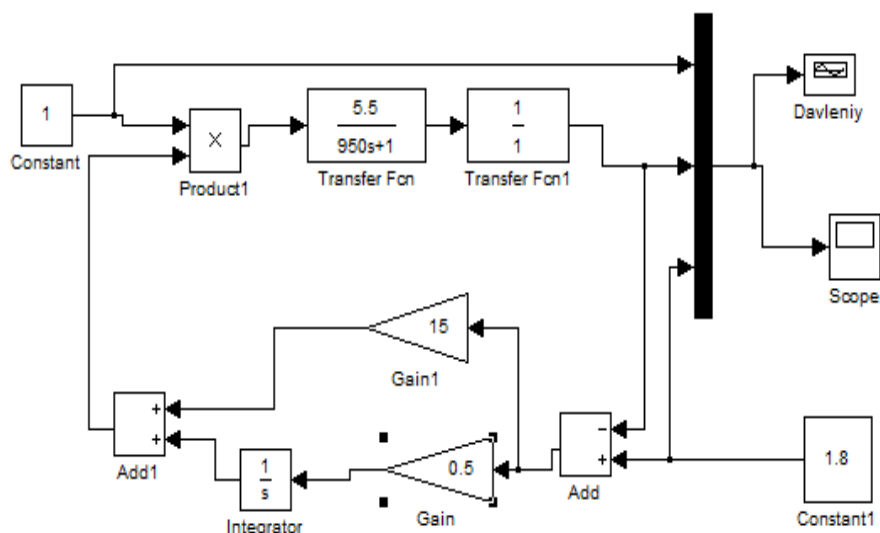 1
Constant
X
Product1
5.5
950s+1
Transfer Fcn
1
1
Transfer Fcn1
Davleniy
Scope
15
Gain1
+
+
Add1
1
s
Integrator
0.5
Gain
-
+
Add
1.8
Constant1